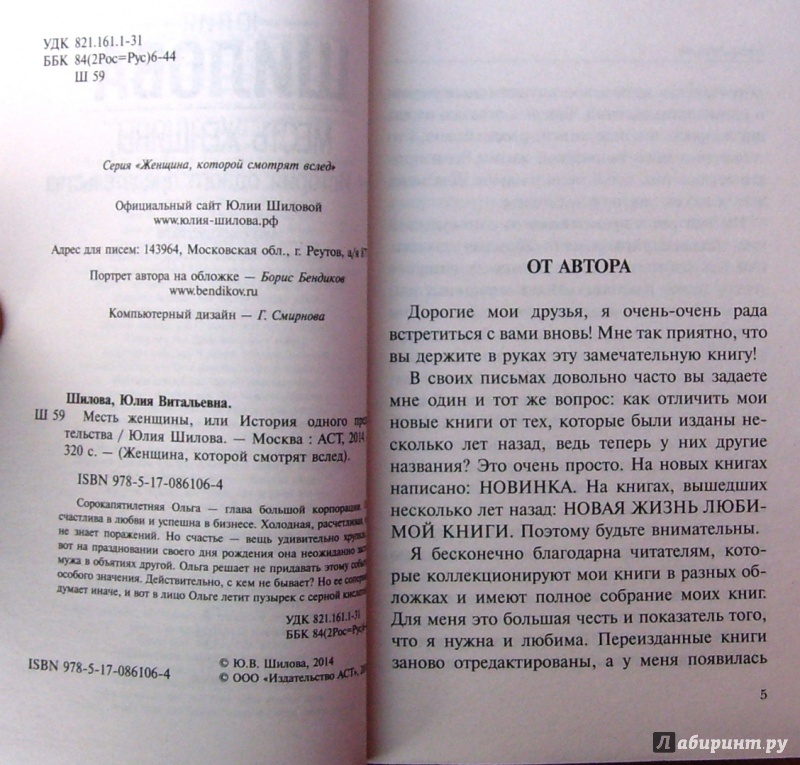 УДК 821.161.1-31
ББК 84(2Рос=Рус)6-44
Ш 59
Серия «Женщина, которой смотрят вслед»
Официальный сайт Юлии Шиловой
www.юлия-шилова.рф
Адрес для писем: 143964, Московская обл., г. Реутов, а/я
Портрет автора на обложке — Борис Бендиков
www.bendikov.ru
Компьютерный дизайн — Г. Смирнова
Шилова, Юлия Витальевна.
Ш 59 Месть женщины, или История одного
тельства / Юлия Шилова. — Москва : АСТ, 2014
320 с. — (Женщина, которой смотрят вслед).
ISBN 978-5-17-086106-4
Сорокапятилетняя Ольга — глава большой корпорации.
счастлива в любви и успешна в бизнесе. Холодная, расчетливая,
не знает поражений. Но счастье — вещь удивительно
вот на праздновании своего дня рождения она неожиданно
мужа в объятиях другой. Ольга решает не придавать этому
особого значения. Действительно, с кем не бывает? Но ее
думает иначе, и вот в лицо Ольге летит пузырек с серной
УДК 821.161.1-31
ББК 84(2Рос=Рус)6-
ISBN 978-5-17-086106-4
© Ю.В. Шилова, 2014
© ООО «Издательство АСТ»,
ОТ АВТОРА
Дорогие мои друзья, я очень-очень рада
встретиться с вами вновь! Мне так приятно, что
вы держите в руках эту замечательную книгу!
В своих письмах довольно часто вы задаете
мне один и тот же вопрос: как отличить мои
новые книги от тех, которые были изданы не-
сколько лет назад, ведь теперь у них другие
названия? Это очень просто. На новых книгах
написано: НОВИНКА. На книгах, вышедших
несколько лет назад: НОВАЯ ЖИЗНЬ ЛЮБИ-
МОЙ КНИГИ. Поэтому будьте внимательны.
Я бесконечно благодарна читателям, кото-
рые коллекционируют мои книги в разных об-
ложках и имеют полное собрание моих книг.
Для меня это большая честь и показатель того,
что я нужна и любима. Переизданные книги
заново отредактированы, а у меня появилась
5
Лабиринт.ру